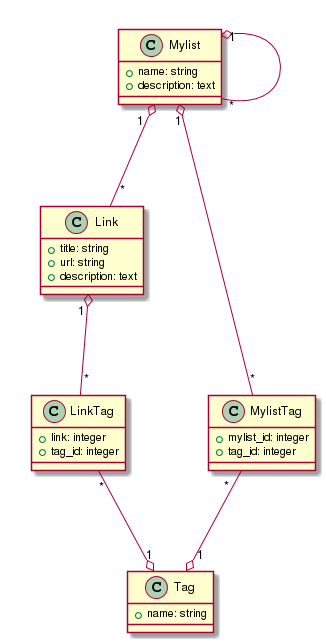 C Mylist
name: string
description: text
1
*
1
1
*
C Link
title: string
url: string
description: text
1
*
*
C LinkTag
link: integer
tag_id: integer
C MylistTag
mylist_id: integer
tag_id: integer
*
*
1
1
C Tag
name: string